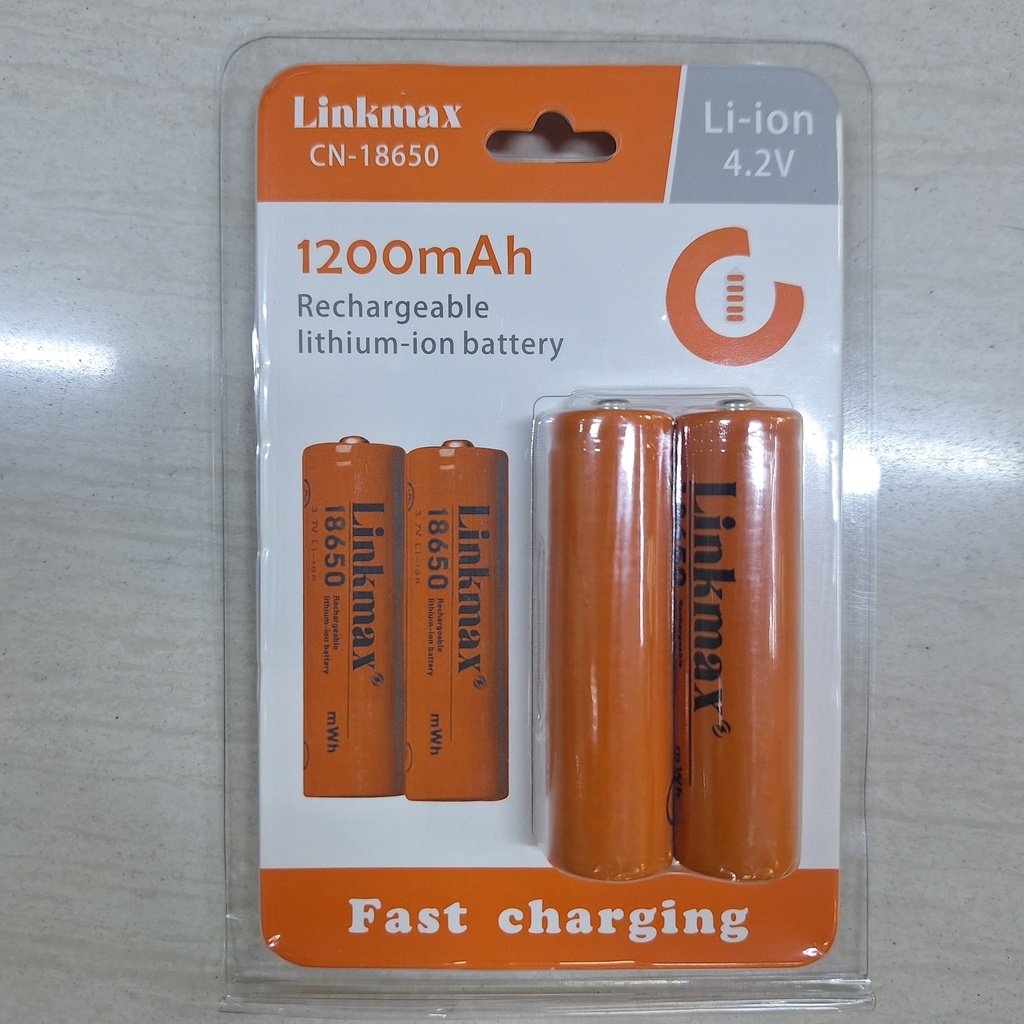 Linkmax
CN-18650
Li-ion
4.2V
1200mAh
Rechargeable
lithium-ion battery
Linkmax
18650 Rechargeable
lithium-ion battery
mWh
3.7V Li-ion
Linkmax
18650 Rechargeable
lithium-ion battery
mWh
3.7V Li-ion
Linkmax
mWh
Fast charging